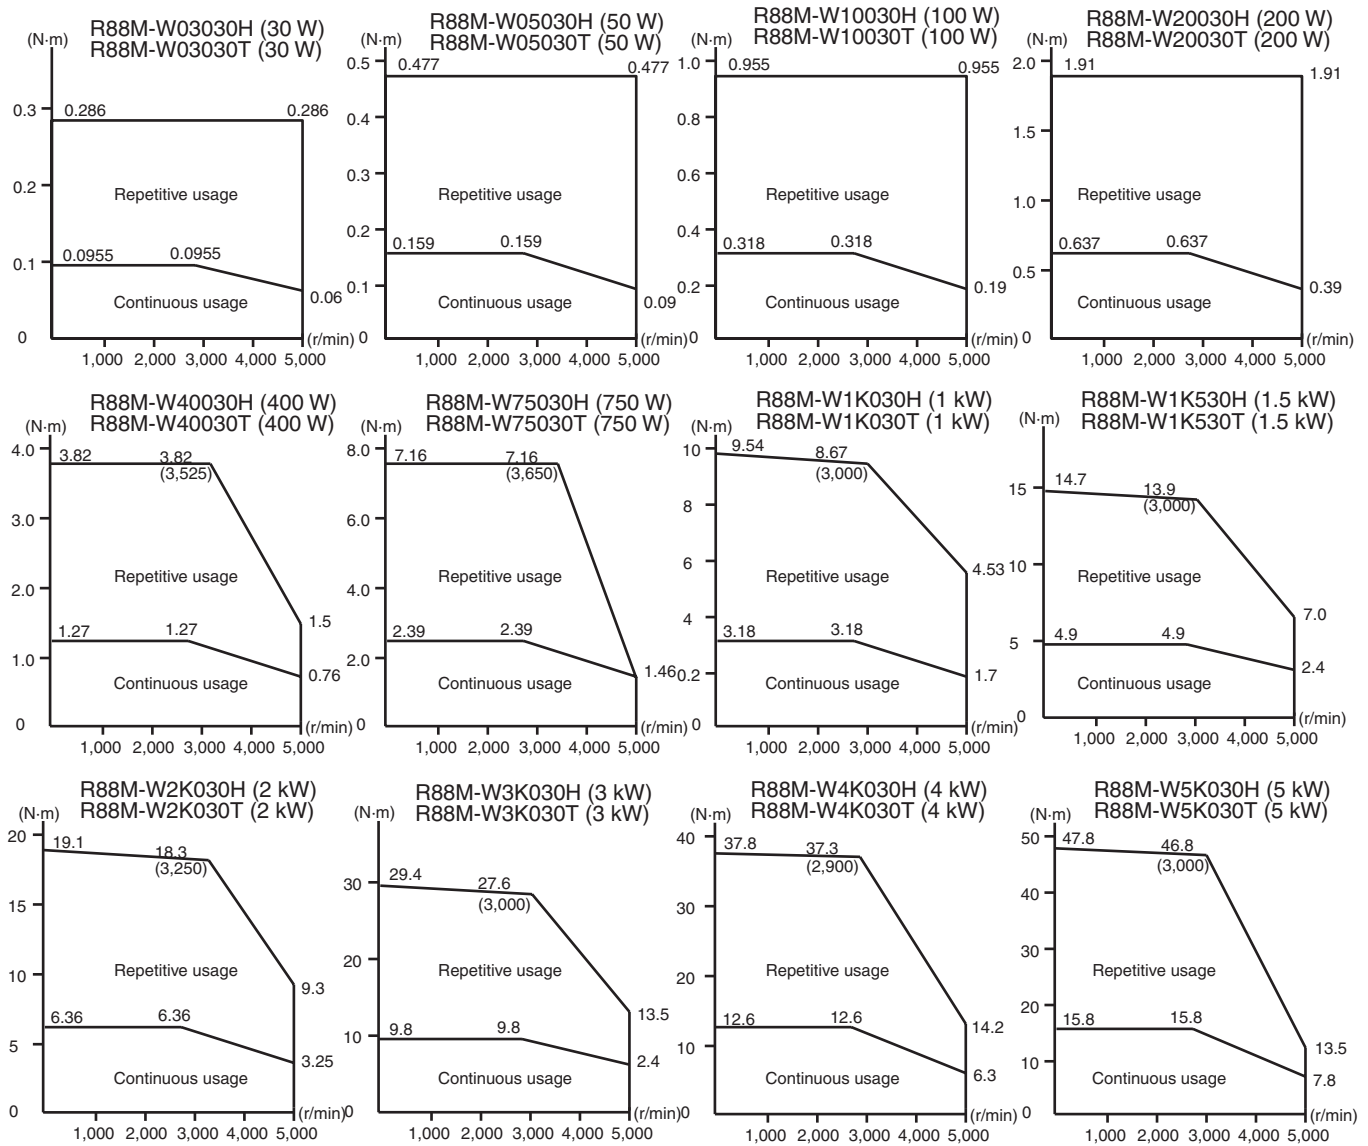 R88M-W03030H (30 W)
R88M-W03030T (30 W)
(N·m)
0.3
0.2
0.1
0
0.286
0.286
Repetitive usage
0.0955
0.0955
Continuous usage
0.06
(r/min)
1,000 2,000 3,000 4,000 5,000
R88M-W05030H (50 W)
R88M-W05030T (50 W)
(N·m)
0.5
0.4
0.3
0.2
0.1
0
0.477
0.477
Repetitive usage
0.159
0.159
Continuous usage
0.09
(r/min)
1,000 2,000 3,000 4,000 5,000
R88M-W10030H (100 W)
R88M-W10030T (100 W)
(N·m)
1.0
0.8
0.6
0.4
0.2
0
0.955
0.955
Repetitive usage
0.318
0.318
Continuous usage
0.19
(r/min)
1,000 2,000 3,000 4,000 5,000
R88M-W20030H (200 W)
R88M-W20030T (200 W)
(N·m)
2.0
1.5
1.0
0.5
0
1.91
1.91
Repetitive usage
0.637
0.637
Continuous usage
0.39
(r/min)
1,000 2,000 3,000 4,000 5,000
R88M-W40030H (400 W)
R88M-W40030T (400 W)
(N·m)
4.0
3.0
2.0
1.0
0
3.82
3.82
(3,525)
Repetitive usage
1.5
1.27
1.27
Continuous usage
0.76
(r/min)
1,000 2,000 3,000 4,000 5,000
R88M-W75030H (750 W)
R88M-W75030T (750 W)
(N·m)
8.0
6.0
4.0
2.0
0
7.16
7.16
(3,650)
Repetitive usage
2.39
2.39
1.46
Continuous usage
(r/min)
1,000 2,000 3,000 4,000 5,000
R88M-W1K030H (1 kW)
R88M-W1K030T (1 kW)
(N·m)
10
8
6
4
0.2
0
9.54
8.67
(3,000)
Repetitive usage
4.53
3.18
3.18
Continuous usage
1.7
(r/min)
1,000 2,000 3,000 4,000 5,000
R88M-W1K530H (1.5 kW)
R88M-W1K530T (1.5 kW)
(N·m)
15
10
5
0
14.7
13.9
(3,000)
Repetitive usage
7.0
4.9
4.9
Continuous usage
2.4
(r/min)
1,000 2,000 3,000 4,000 5,000
R88M-W2K030H (2 kW)
R88M-W2K030T (2 kW)
(N·m)
20
15
10
5
0
19.1
18.3
(3,250)
Repetitive usage
9.3
6.36
6.36
Continuous usage
3.25
(r/min)
1,000 2,000 3,000 4,000 5,000
R88M-W3K030H (3 kW)
R88M-W3K030T (3 kW)
(N·m)
30
20
10
0
29.4
27.6
(3,000)
Repetitive usage
13.5
9.8
9.8
Continuous usage
2.4
(r/min)
1,000 2,000 3,000 4,000 5,000
R88M-W4K030H (4 kW)
R88M-W4K030T (4 kW)
(N·m)
40
30
20
10
0
37.8
37.3
(2,900)
Repetitive usage
14.2
12.6
12.6
Continuous usage
6.3
(r/min)
1,000 2,000 3,000 4,000 5,000
R88M-W5K030H (5 kW)
R88M-W5K030T (5 kW)
(N·m)
50
40
30
20
10
0
47.8
46.8
(3,000)
Repetitive usage
13.5
15.8
15.8
Continuous usage
7.8
(r/min)
1,000 2,000 3,000 4,000 5,000